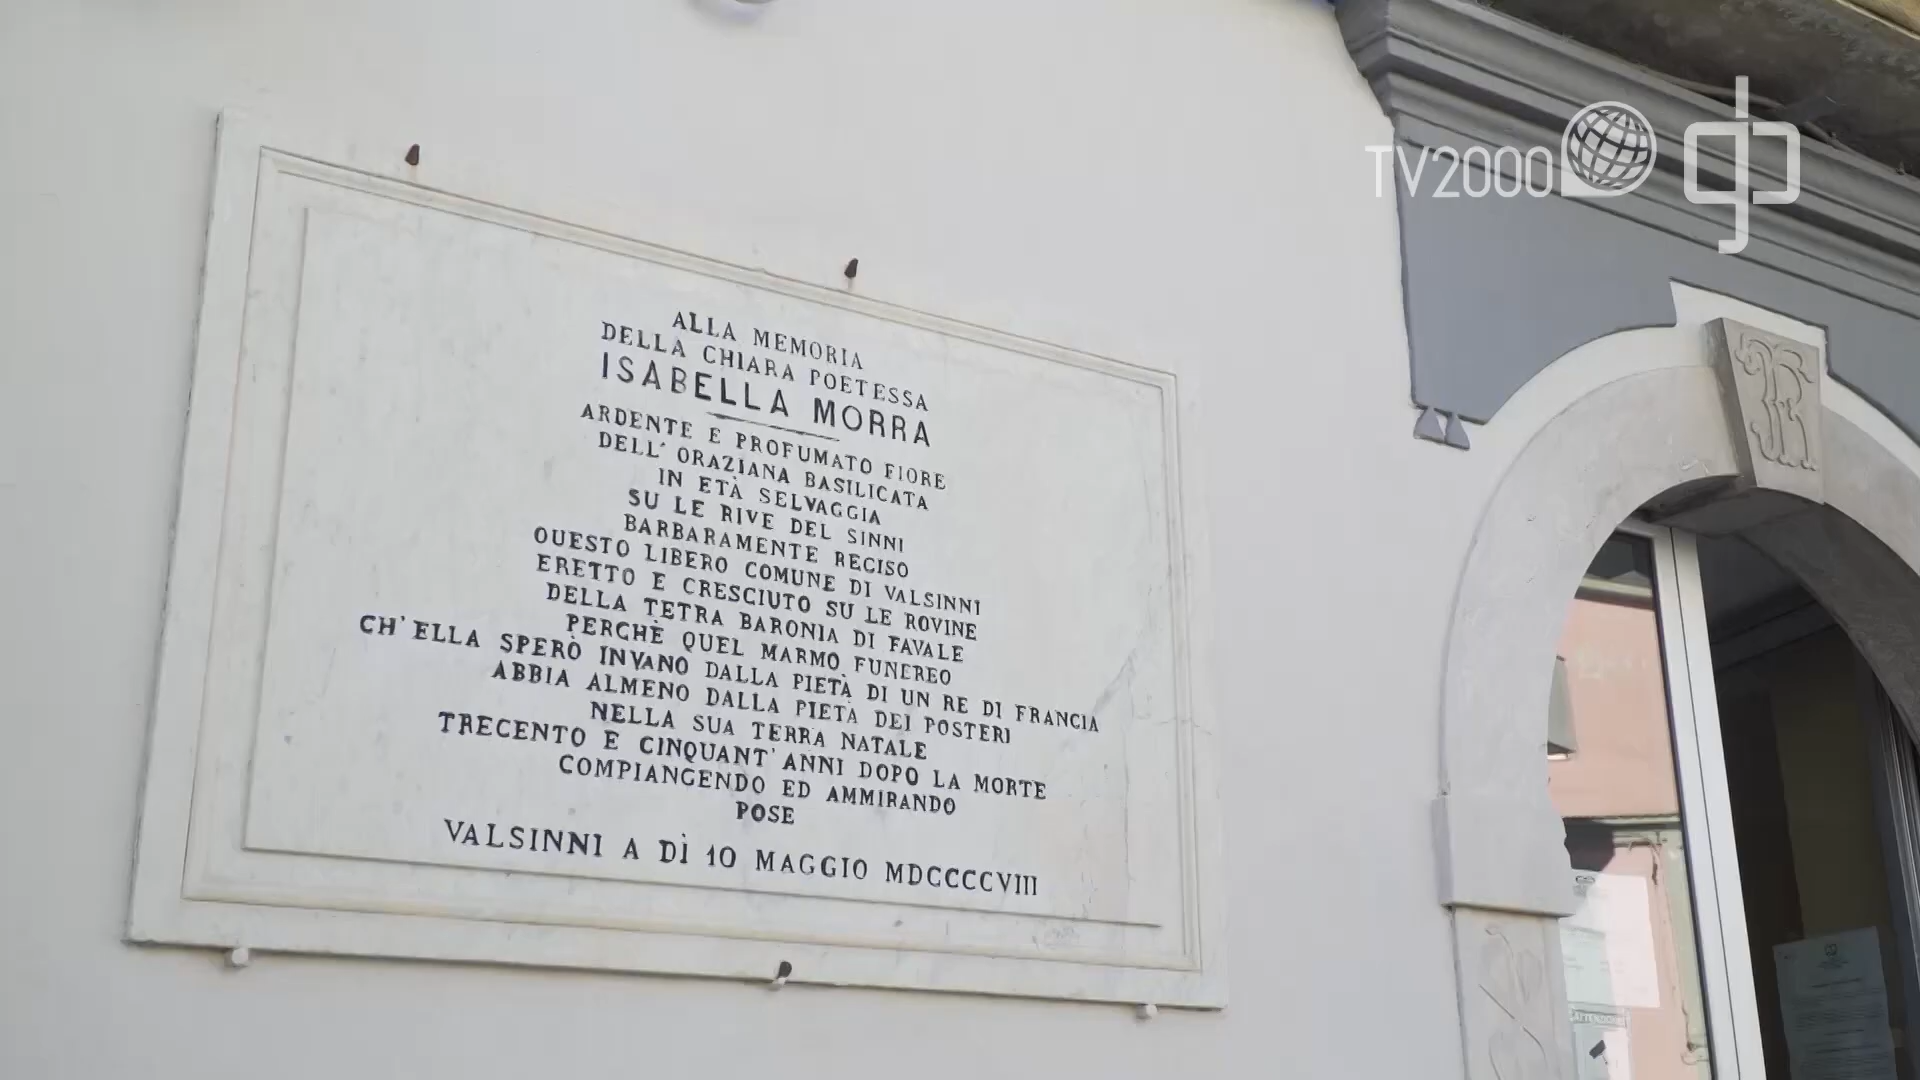 TV2000
ALLA MEMORIA
DELLA CHIARA POETESSA
ISABELLA MORRA
ARDENTE E PROFUMATO FIORE
DELL' ORAZIANA BASILICATA
IN ETÀ SELVAGGIA
SU LE RIVE DEL SINNI
BARBARAMENTE RECISO
QUESTO LIBERO COMUNE DI VALSINNI
ERETTO E CRESCIUTO SU LE ROVINE
DELLA TETRA BARONIA DI FAVALE
PERCHÈ QUEL MARMO FUNEREO
CH' ELLA SPERÒ INVANO DALLA PIETÀ DI UN RE DI FRANCIA
ABBIA ALMENO DALLA PIETÀ DEI POSTERI
NELLA SUA TERRA NATALE
TRECENTO E CINQUANT' ANNI DOPO LA MORTE
COMPIANGENDO ED AMMIRANDO
POSE
VALSINNI A DÌ 10 MAGGIO MDCCCCVIII